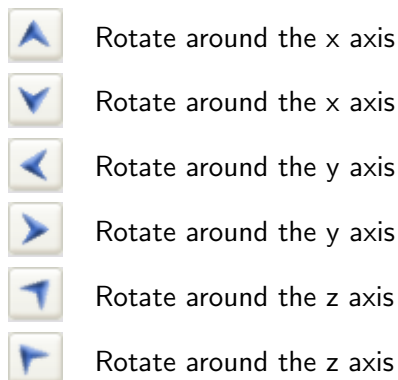 Rotate around the x axis
Rotate around the x axis
Rotate around the y axis
Rotate around the y axis
Rotate around the z axis
Rotate around the z axis